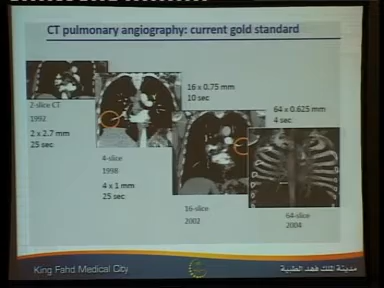 CT pulmonary angiography: current gold standard
2-slice CT
1992
2 x 2.7 mm
25 sec
4-slice
1998
4 x 1 mm
25 sec
16 x 0.75 mm
10 sec
16-slice
2002
64 x 0.625 mm
4 sec
64-slice
2004
King Fahd Medical City
مدينة الملك فهد الطبية